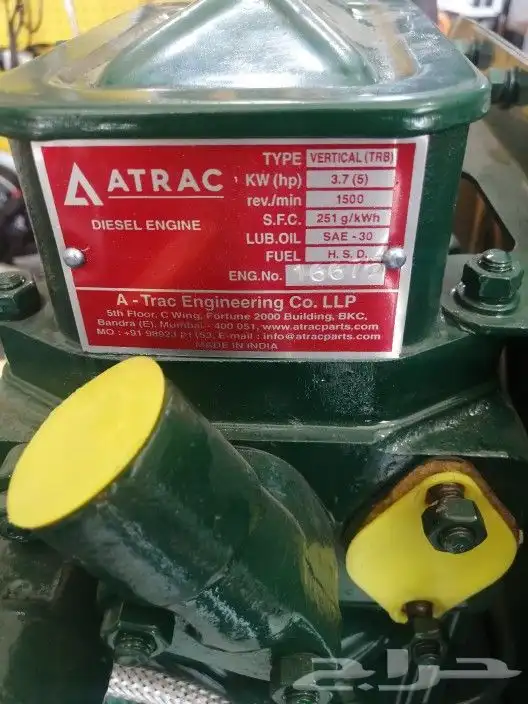 ATRAC
DIESEL ENGINE
TYPE VERTICAL (TRB)
KW (hp) 3.7 (5)
rev./min 1500
S.F.C. 251 g/kWh
LUB.OIL SAE - 30
FUEL H. S. D.
ENG.No.
A - Trac Engineering Co. LLP
5th Floor, C Wing, Fortune 2000 Building, BKC,
Bandra (E), Mumbai - 400 051, www.atracparts.com
E-mail : info@atracparts.com
MADE IN INDIA
حراج